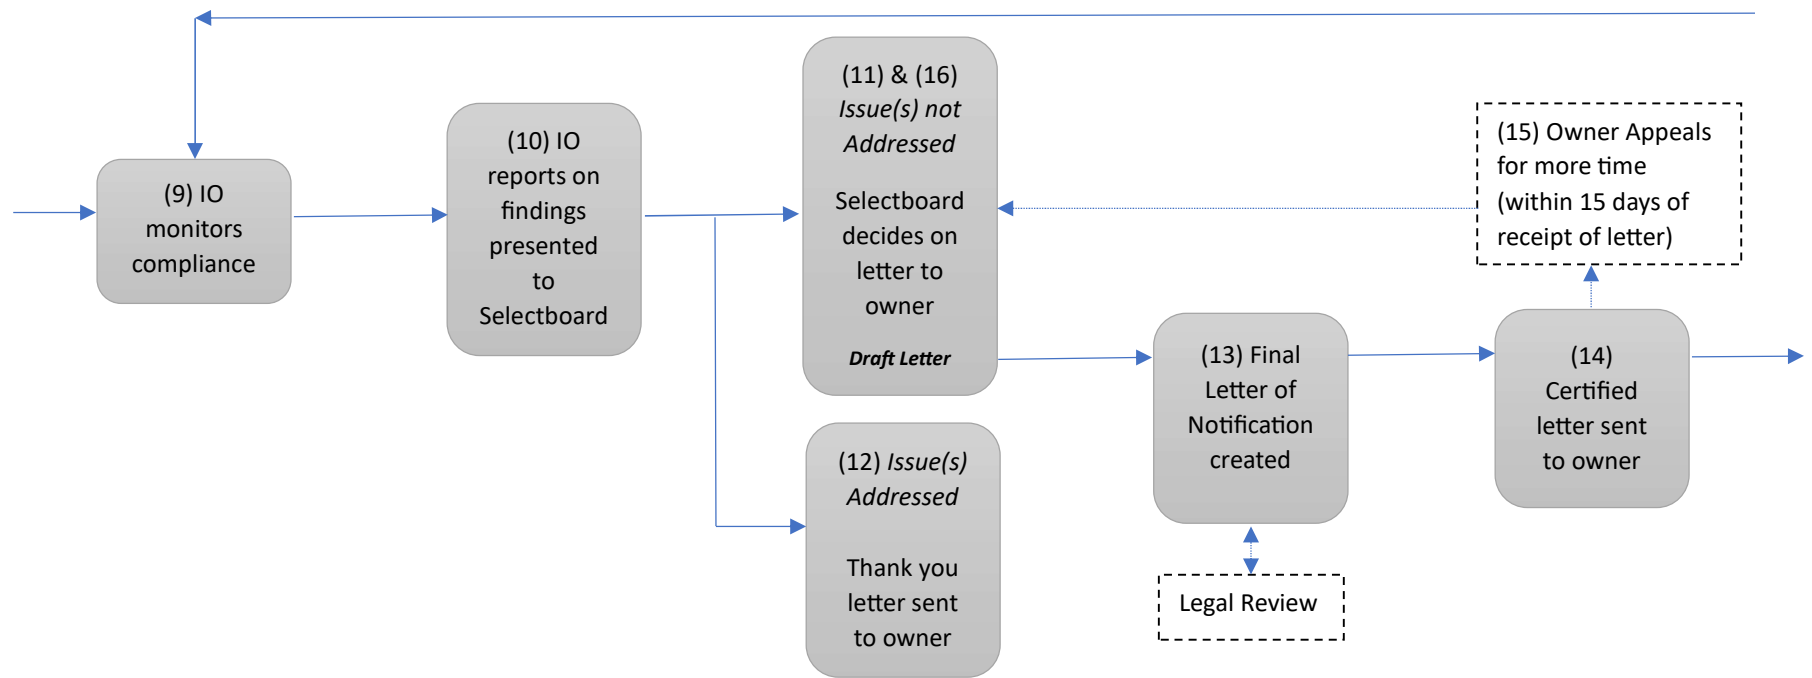 (9) IO
monitors
compliance
(10) IO
reports on
findings
presented
to
Selectboard
(11) & (16)
Issue(s) not
Addressed
Selectboard
decides on
letter to
owner
Draft Letter
(12) Issue(s)
Addressed
Thank you
letter sent
to owner
(13) Final
Letter of
Notification
created
Legal Review
(14)
Certified
letter sent
to owner
(15) Owner Appeals
for more time
(within 15 days of
receipt of letter)